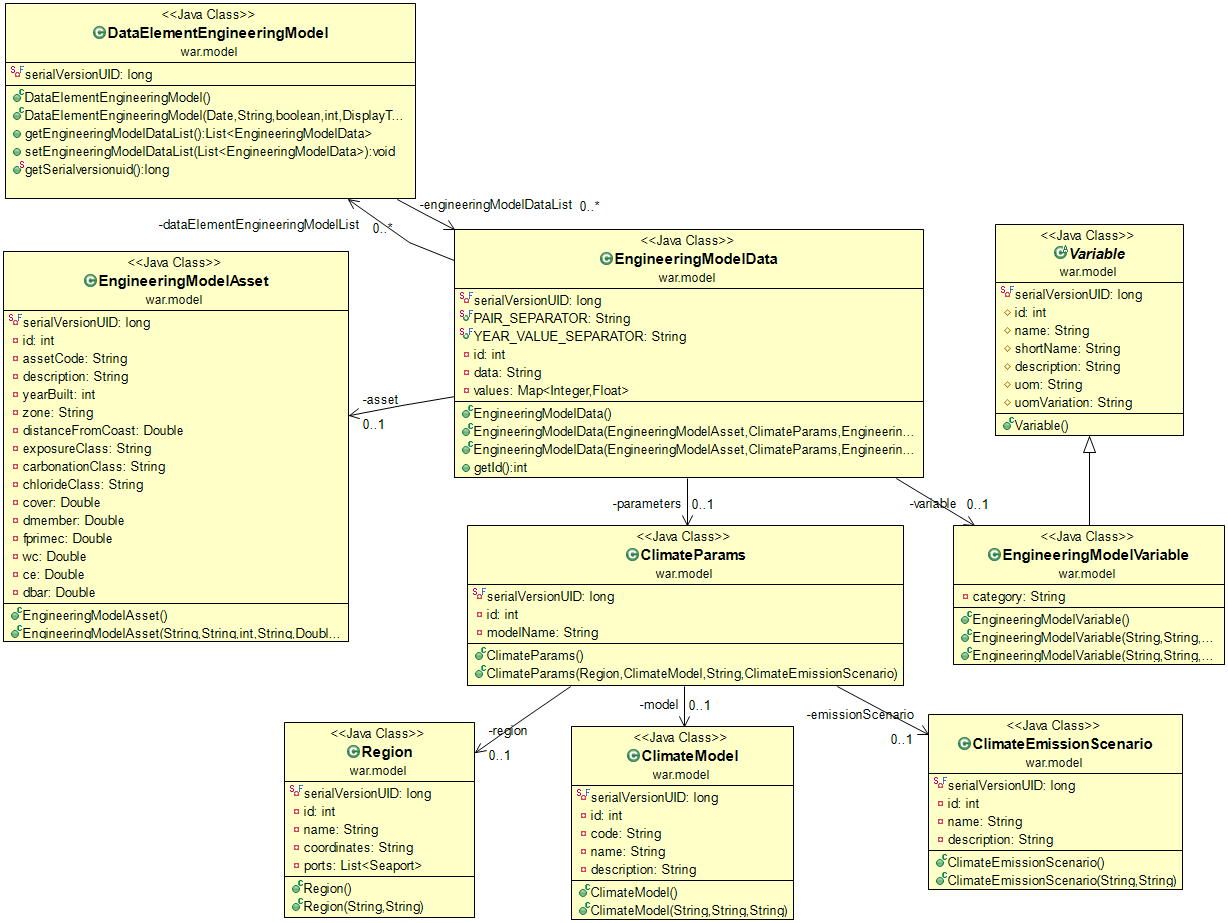 <<Java Class>>
DataElementEngineeringModel
war.model
serialVersionUID: long
DataElementEngineeringModel()
DataElementEngineeringModel(Date,String,boolean,int,DisplayT...
getEngineeringModelDataList():List<EngineeringModelData>
setEngineeringModelDataList(List<EngineeringModelData>):void
getSerialversionuid():long
-engineeringModelDataList 0..*
-dataElementEngineeringModelList 0..*
<<Java Class>>
EngineeringModelAsset
war.model
serialVersionUID: long
id: int
assetCode: String
description: String
yearBuilt: int
zone: String
distanceFromCoast: Double
exposureClass: String
carbonationClass: String
chlorideClass: String
cover: Double
dmember: Double
fprimec: Double
wc: Double
ce: Double
dbar: Double
EngineeringModelAsset()
EngineeringModelAsset(String,String,int,String,Doubl...
-asset
0..1
<<Java Class>>
EngineeringModelData
war.model
serialVersionUID: long
PAIR_SEPARATOR: String
YEAR_VALUE_SEPARATOR: String
id: int
data: String
values: Map<Integer,Float>
EngineeringModelData()
EngineeringModelData(EngineeringModelAsset,ClimateParams,Engineerin...
EngineeringModelData(EngineeringModelAsset,ClimateParams,Engineerin...
getId():int
<<Java Class>>
Variable
war.model
serialVersionUID: long
id: int
name: String
shortName: String
description: String
uom: String
uomVariation: String
Variable()
-parameters 0..1
-variable 0..1
<<Java Class>>
ClimateParams
war.model
serialVersionUID: long
id: int
modelName: String
ClimateParams()
ClimateParams(Region,ClimateModel,String,ClimateEmissionScenario)
<<Java Class>>
EngineeringModelVariable
war.model
category: String
EngineeringModelVariable()
EngineeringModelVariable(String,String,...
EngineeringModelVariable(String,String,...
-region
0..1
-model 0..1
-emissionScenario
0..1
<<Java Class>>
Region
war.model
serialVersionUID: long
id: int
name: String
coordinates: String
ports: List<Seaport>
Region()
Region(String,String)
<<Java Class>>
ClimateModel
war.model
serialVersionUID: long
id: int
code: String
name: String
description: String
ClimateModel()
ClimateModel(String,String,String)
<<Java Class>>
ClimateEmissionScenario
war.model
serialVersionUID: long
id: int
name: String
description: String
ClimateEmissionScenario()
ClimateEmissionScenario(String,String)